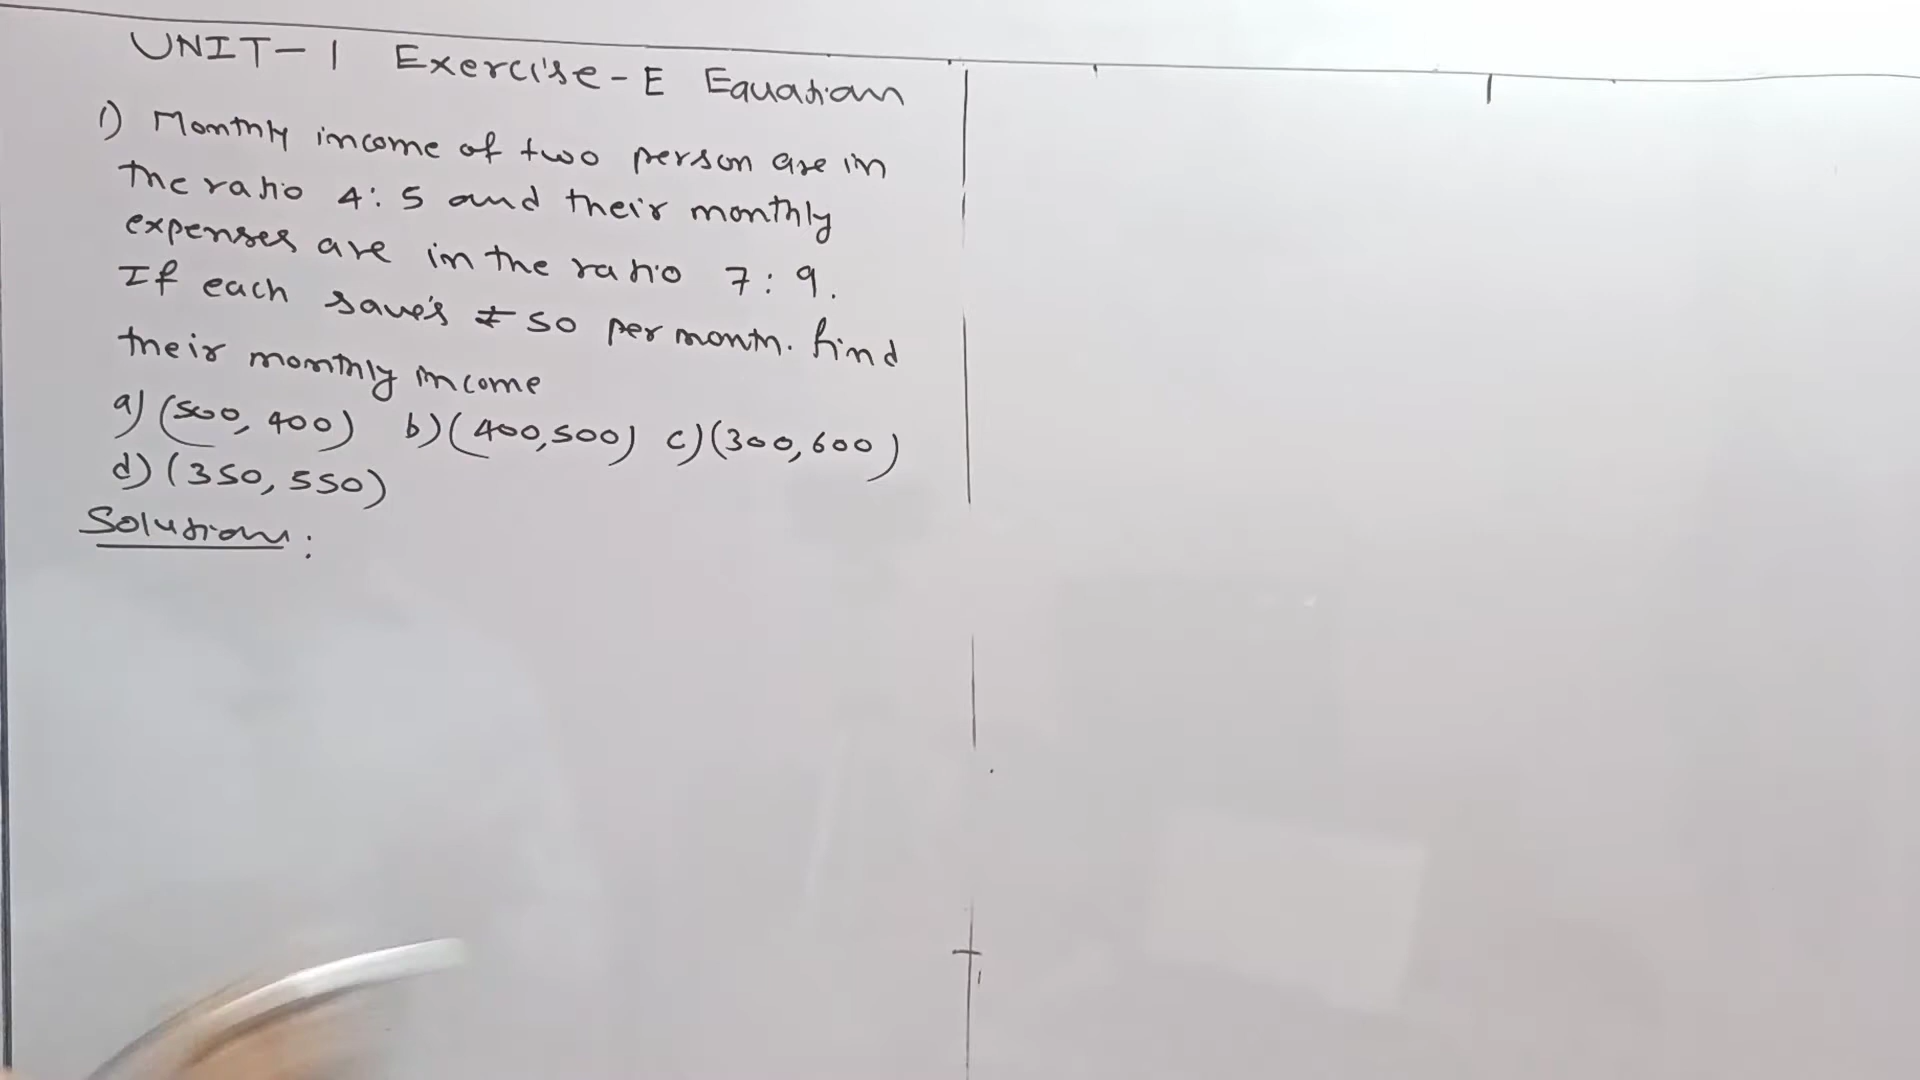 UNIT-1 Exercise-E Equation
1) Monthly income of two person are in
the ratio 4:5 and their monthly
expenses are in the ratio 7:9.
If each saves ₹50 per month. find
their monthly income
a) (500, 400) b) (400,500) c) (300,600)
d) (350, 550)
Solution: